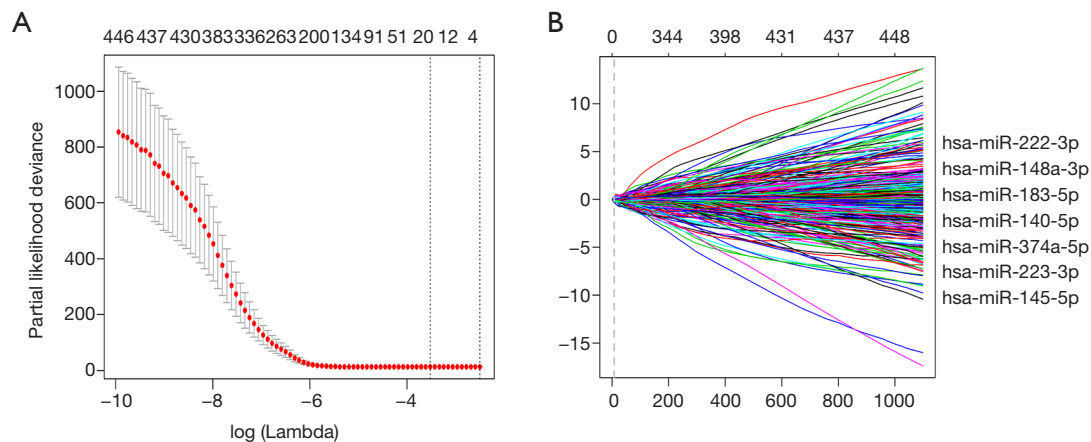 A
446 437 430 383 336 263 200 134 91 51 20 12 4
Partial likelihood deviance
1000
800
600
400
200
0
−10 −8 −6 −4
log (Lambda)
B
0 344 398 431 437 448
10
5
0
−5
−10
−15
0 200 400 600 800 1000
hsa-miR-222-3p
hsa-miR-148a-3p
hsa-miR-183-5p
hsa-miR-140-5p
hsa-miR-374a-5p
hsa-miR-223-3p
hsa-miR-145-5p